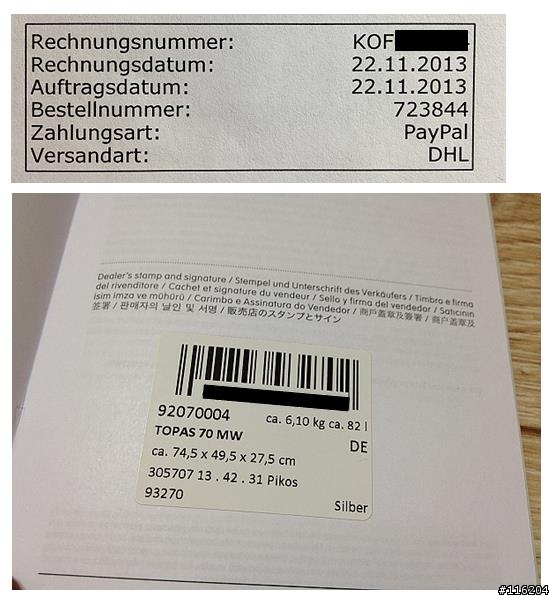 Rechnungsnummer: KOF
Rechnungsdatum: 22.11.2013
Auftragsdatum: 22.11.2013
Bestellnummer: 723844
Zahlungsart: PayPal
Versandart: DHL
Dealer's stamp and signature / Stempel und Unterschrift des Verkäufers / Timbro e firma
del rivenditore / Cachet et signature du vendeur / Sello y firma del vendedor / Satıcının
isim imza ve mühürü / Carimbo e Assinatura do Vendedor / 商戶蓋章及簽署 / 商户盖章及
签署 / 판매자의 날인 및 서명 / 販売店のスタンプとサイン
92070004 ca. 6,10 kg ca. 82 l
TOPAS 70 MW DE
ca. 74,5 x 49,5 x 27,5 cm
305707 13 . 42 . 31 Pikos
93270 Silber
#116204